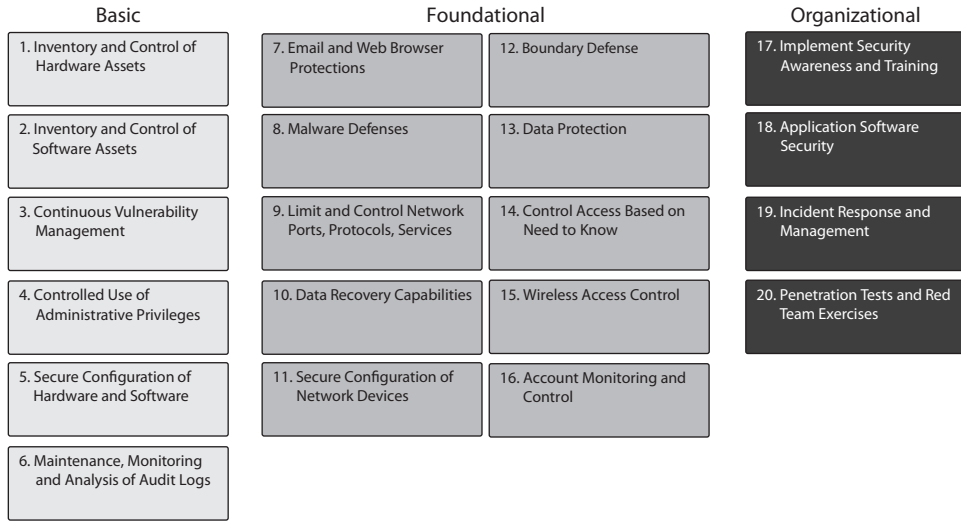 Basic
Foundational
Organizational
1. Inventory and Control of
Hardware Assets
2. Inventory and Control of
Software Assets
3. Continuous Vulnerability
Management
4. Controlled Use of
Administrative Privileges
5. Secure Configuration of
Hardware and Software
6. Maintenance, Monitoring
and Analysis of Audit Logs
7. Email and Web Browser
Protections
8. Malware Defenses
9. Limit and Control Network
Ports, Protocols, Services
10. Data Recovery Capabilities
11. Secure Configuration of
Network Devices
12. Boundary Defense
13. Data Protection
14. Control Access Based on
Need to Know
15. Wireless Access Control
16. Account Monitoring and
Control
17. Implement Security
Awareness and Training
18. Application Software
Security
19. Incident Response and
Management
20. Penetration Tests and Red
Team Exercises